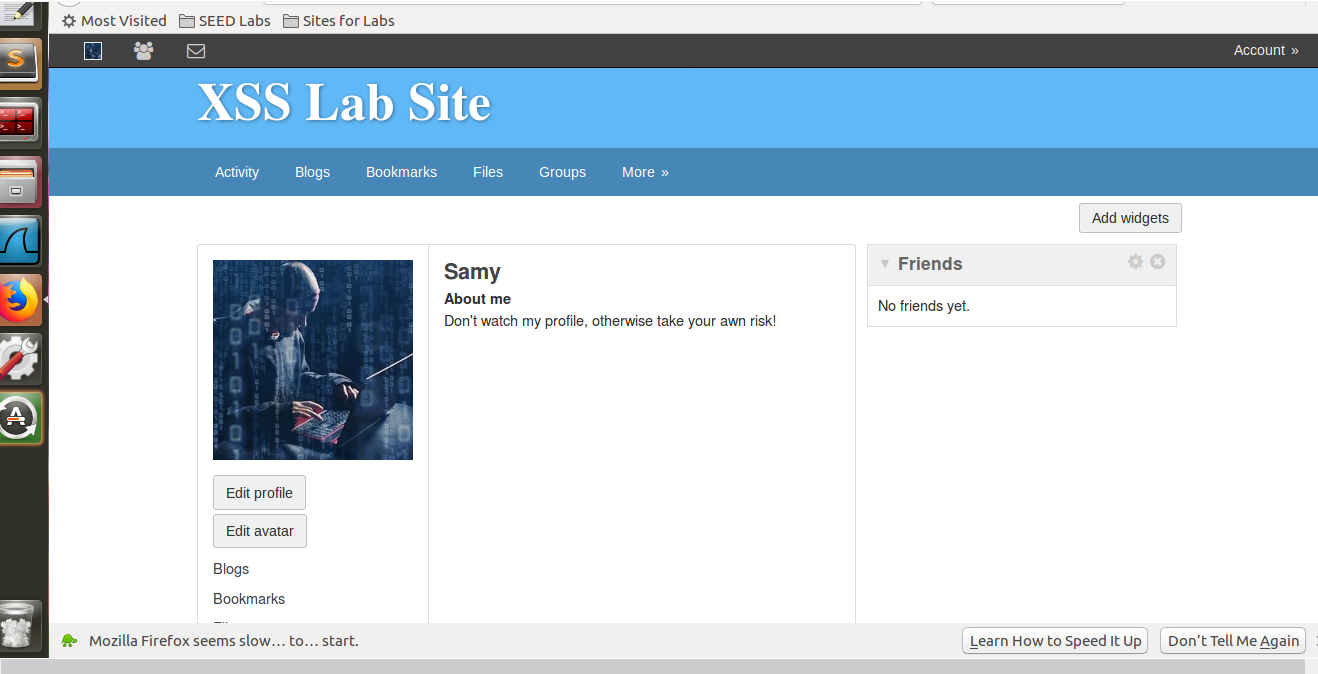 Most Visited SEED Labs Sites for Labs
Account »
XSS Lab Site
Activity Blogs Bookmarks Files Groups More »
Add widgets
Friends
No friends yet.
Samy
About me
Don't watch my profile, otherwise take your awn risk!
Edit profile
Edit avatar
Blogs
Bookmarks
Mozilla Firefox seems slow… to… start.
Learn How to Speed It Up Don’t Tell Me Again